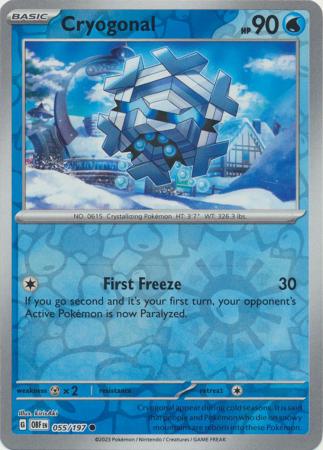 BASIC
Cryogonal
HP 90
NO. 0615 Crystallizing Pokémon HT: 3'7" WT: 326.3 lbs.
First Freeze 30
If you go second and it's your first turn, your opponent's
Active Pokémon is now Paralyzed.
weakness ×2 resistance retreat
Illus. kirisAki
G OBF EN 055/197
Cryogonal appear during cold seasons. It is said
that people and Pokémon who die on snowy
mountains are reborn into these Pokémon.
©2023 Pokémon / Nintendo / Creatures / GAME FREAK